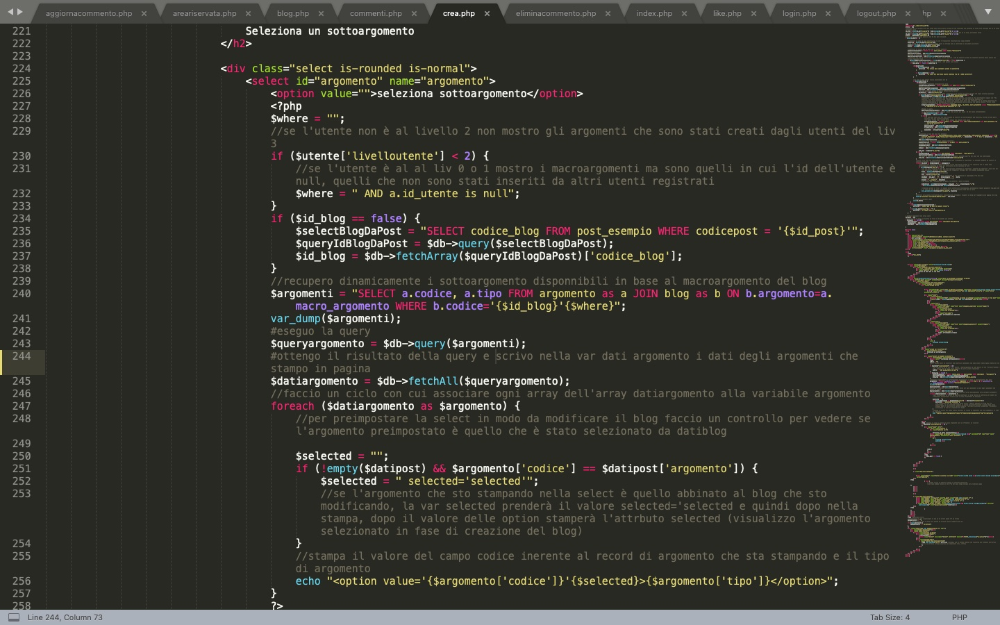 aggiornacommento.php × areariservata.php × blog.php × commenti.php × crea.php × eliminacommento.php × index.php × like.php × login.php × logout.php × hp ×
221 Seleziona un sottoargomento
222 </h2>
223
224 <div class="select is-rounded is-normal">
225 <select id="argomento" name="argomento">
226 <option value="">seleziona sottoargomento</option>
227 <?php
228 $where = "";
229 //se l'utente non è al livello 2 non mostro gli argomenti che sono stati creati dagli utenti del liv
3
230 if ($utente['livelloutente'] < 2) {
231 //se l'utente è al al liv 0 o 1 mostro i macroargomenti ma sono quelli in cui l'id dell'utente è
null, quelli che non sono stati inseriti da altri utenti registrati
232 $where = " AND a.id_utente is null";
233 }
234 if ($id_blog == false) {
235 $selectBlogDaPost = "SELECT codice_blog FROM post_esempio WHERE codicepost = '{$id_post}'";
236 $queryIdBlogDaPost = $db->query($selectBlogDaPost);
237 $id_blog = $db->fetchArray($queryIdBlogDaPost)['codice_blog'];
238 }
239 //recupero dinamicamente i sottoargomento disponnibili in base al macroargomento del blog
240 $argomenti = "SELECT a.codice, a.tipo FROM argomento as a JOIN blog as b ON b.argomento=a.
macro_argomento WHERE b.codice='{$id_blog}'{$where}";
241 var_dump($argomenti);
242 #eseguo la query
243 $queryargomento = $db->query($argomenti);
244 #ottengo il risultato della query e scrivo nella var dati argomento i dati degli argomenti che
stampo in pagina
245 $datiargomento = $db->fetchAll($queryargomento);
246 //faccio un ciclo con cui associare ogni array dell'array datiargomento alla variabile argomento
247 foreach ($datiargomento as $argomento) {
248 //per preimpostare la select in modo da modificare il blog faccio un controllo per vedere se
l'argomento preimpostato è quello che è stato selezionato da datiblog
249
250 $selected = "";
251 if (!empty($datipost) && $argomento['codice'] == $datipost['argomento']) {
252 $selected = " selected='selected'";
253 //se l'argomento che sto stampando nella select è quello abbinato al blog che sto
modificando, la var selected prenderà il valore selected='selected e quindi dopo nella
stampa, dopo il valore delle option stamperà l'attrbuto selected (visualizzo l'argomento
selezionato in fase di creazione del blog)
254 }
255 //stampa il valore del campo codice inerente al record di argomento che sta stampando e il tipo
di argomento
256 echo "<option value='{$argomento['codice']}'{$selected}>{$argomento['tipo']}</option>";
257 }
258 ?>
Line 244, Column 73 Tab Size: 4 PHP